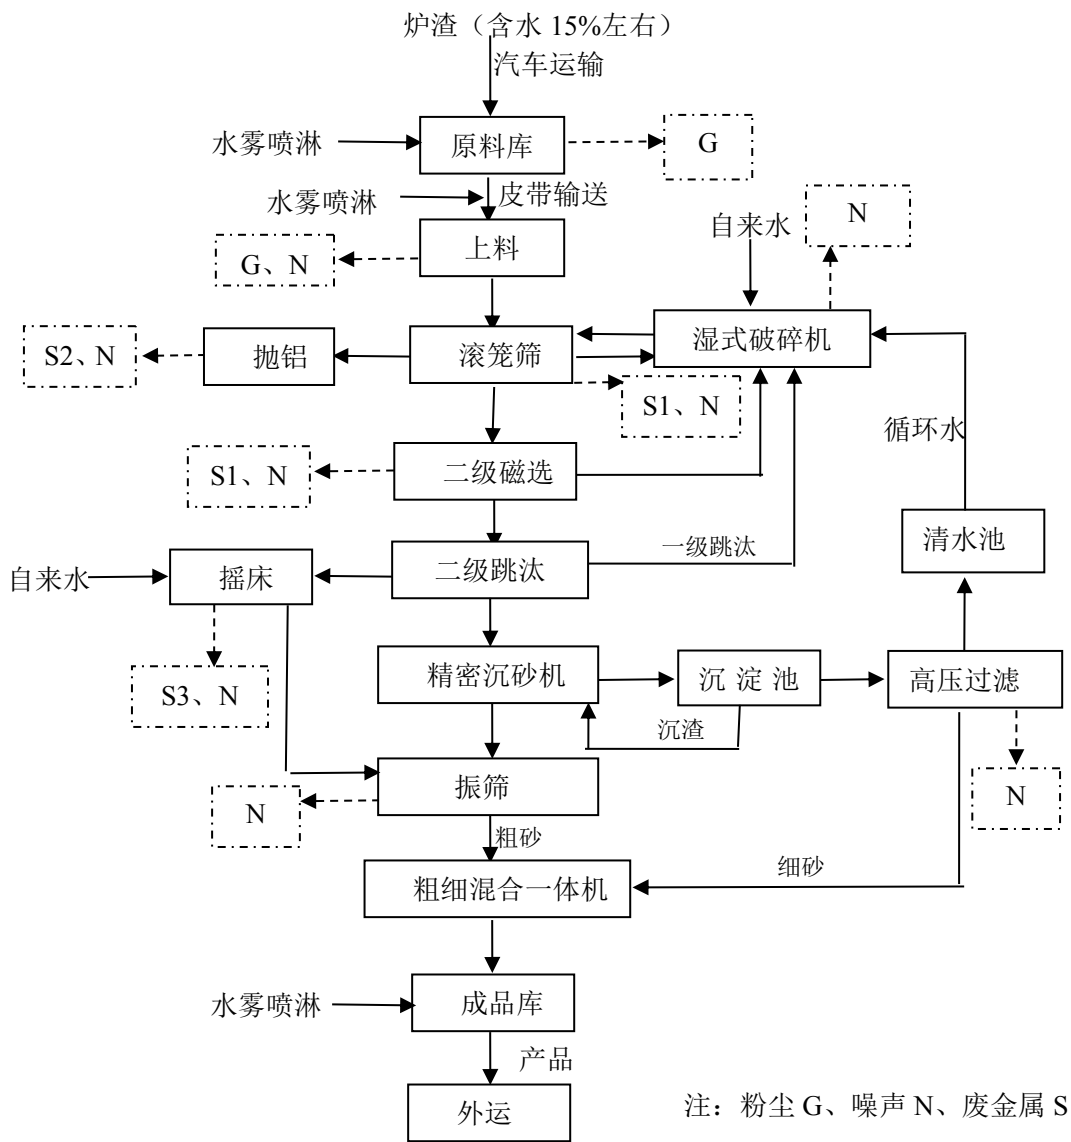 炉渣（含水 15%左右）
汽车运输
水雾喷淋
原料库
G
水雾喷淋
皮带输送
N
自来水
上料
G、N
湿式破碎机
S2、N
抛铝
滚笼筛
S1、N
循环水
S1、N
二级磁选
清水池
一级跳汰
自来水
摇床
二级跳汰
S3、N
精密沉砂机
沉 淀 池
高压过滤
沉渣
N
振筛
N
粗砂
细砂
粗细混合一体机
水雾喷淋
成品库
产品
外运
注：粉尘 G、噪声 N、废金属 S